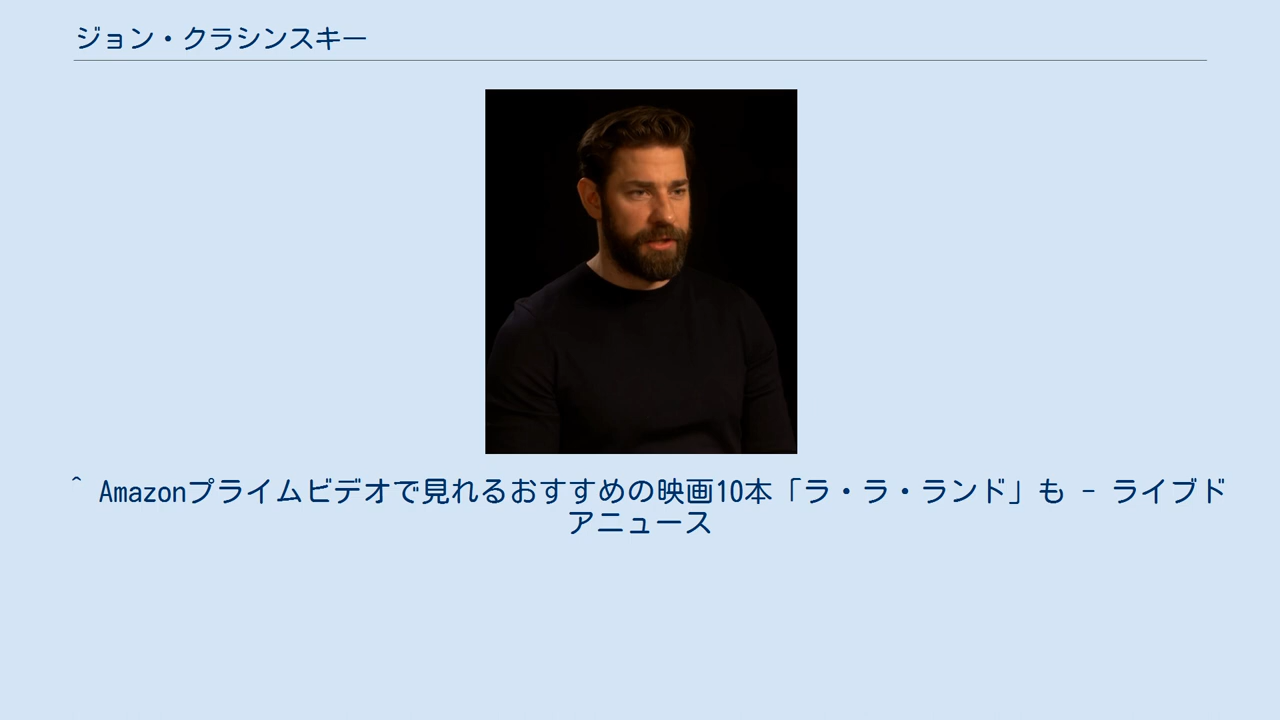 ジョン・クラシンスキー
^ Amazonプライムビデオで見れるおすすめの映画10本「ラ・ラ・ランド」も - ライブド
アニュース